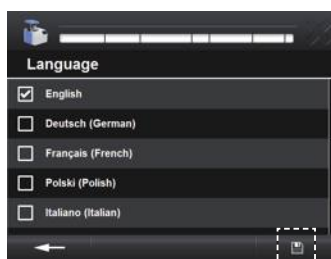 Language
English
Deutsch (German)
Français (French)
Polski (Polish)
Italiano (Italian)